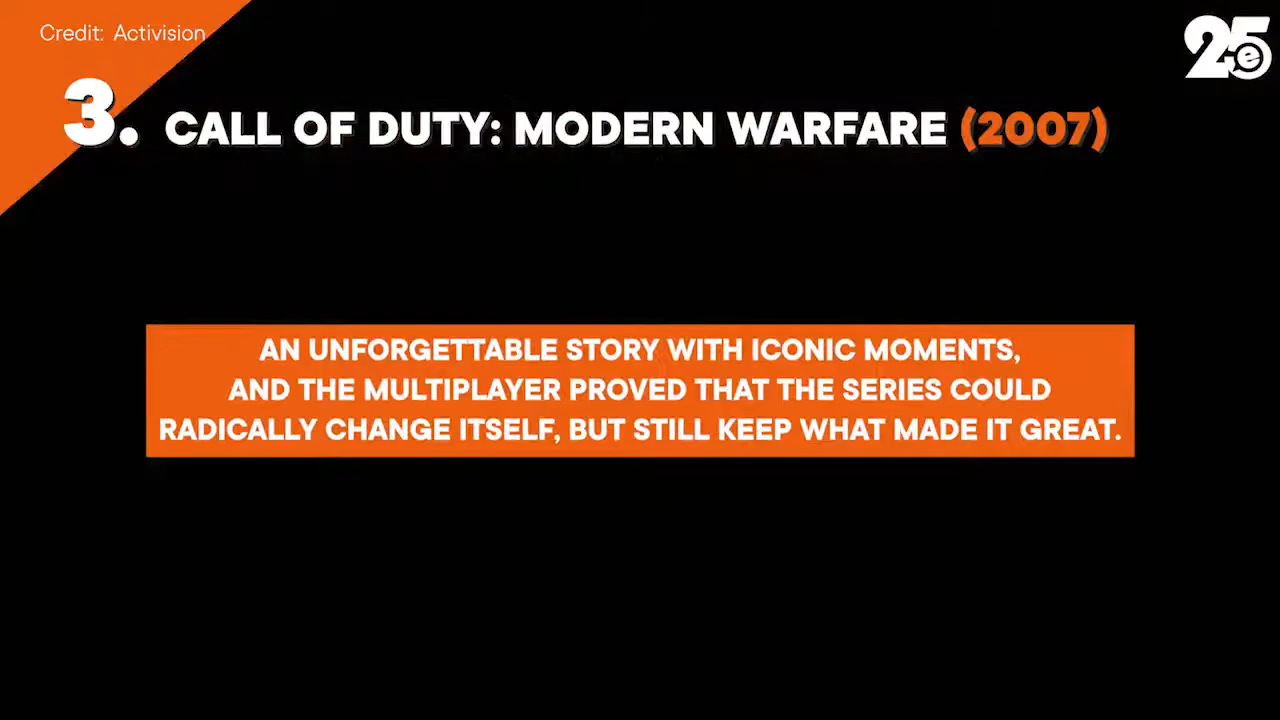 Credit: Activision
25
e
3. CALL OF DUTY: MODERN WARFARE (2007)
AN UNFORGETTABLE STORY WITH ICONIC MOMENTS,
AND THE MULTIPLAYER PROVED THAT THE SERIES COULD
RADICALLY CHANGE ITSELF, BUT STILL KEEP WHAT MADE IT GREAT.